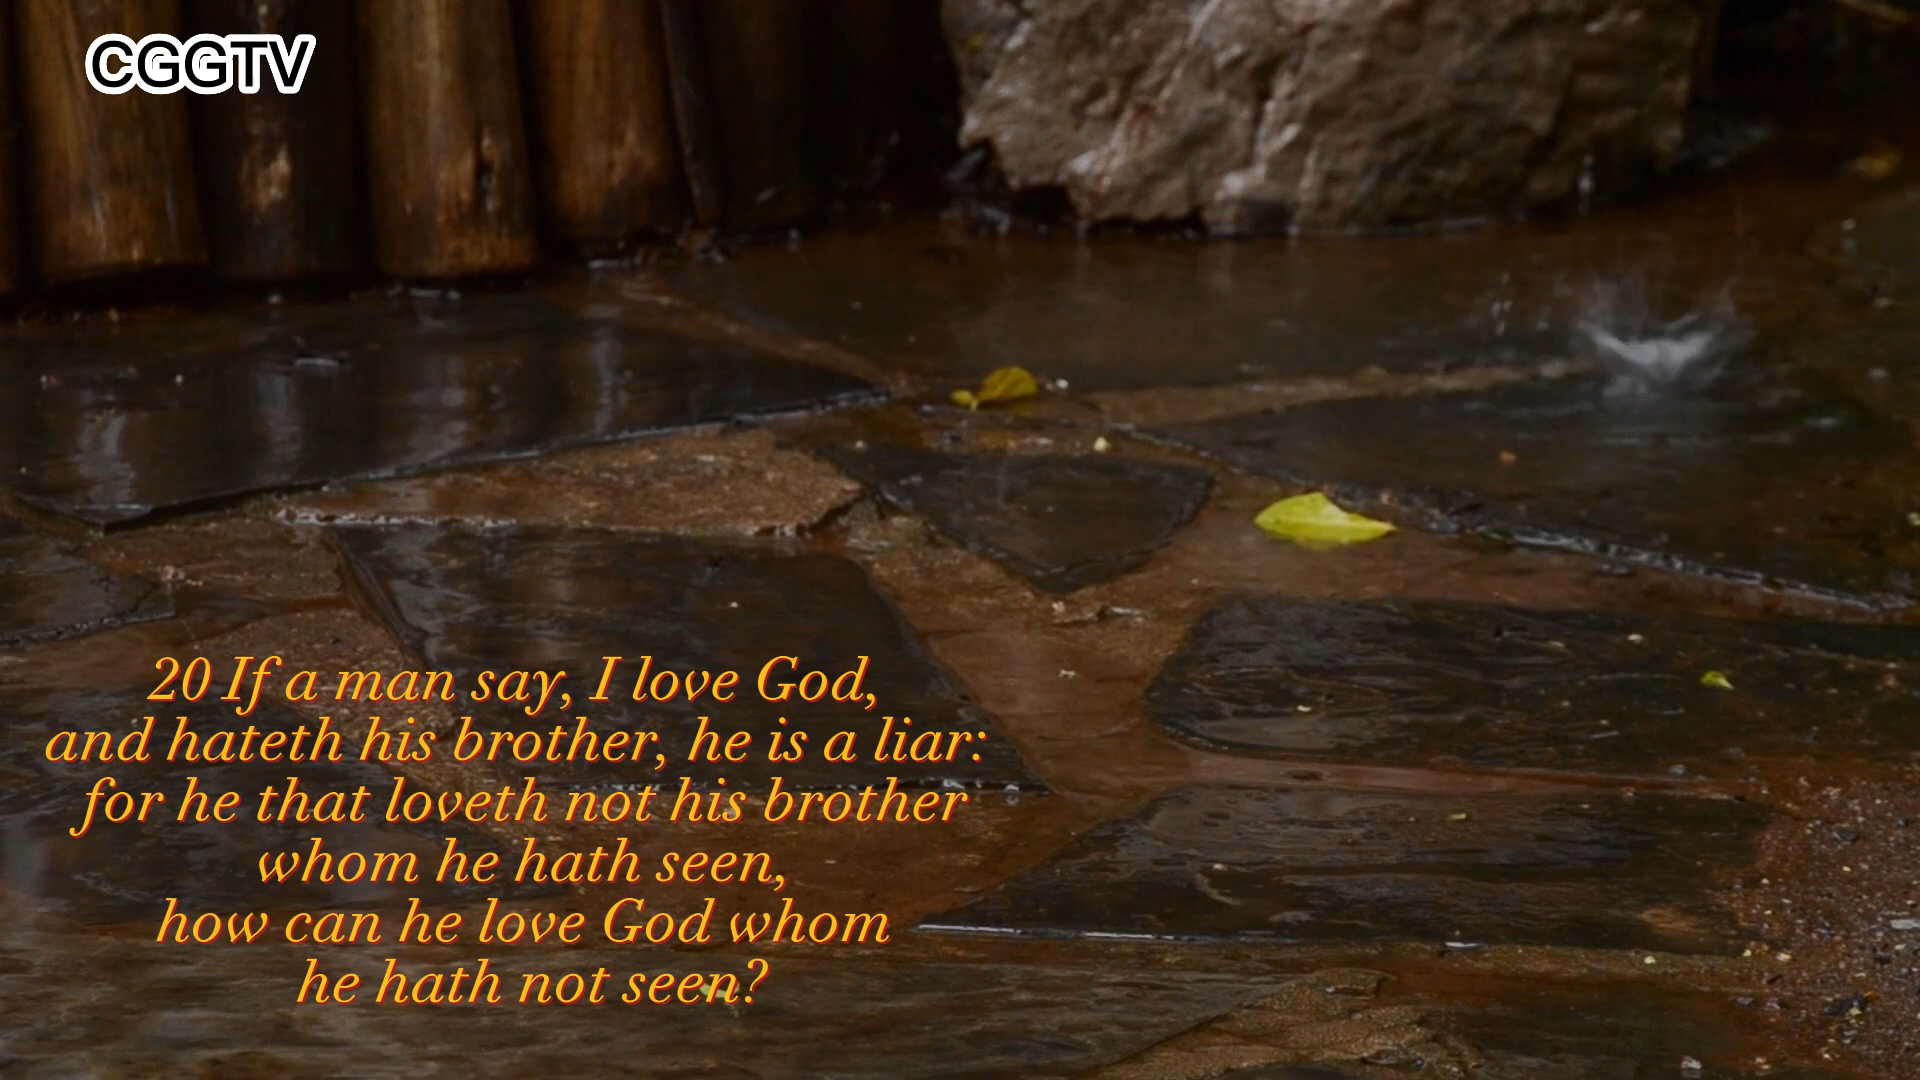 CGGTV
20 If a man say, I love God,
and hateth his brother, he is a liar:
for he that loveth not his brother
whom he hath seen,
how can he love God whom
he hath not seen?